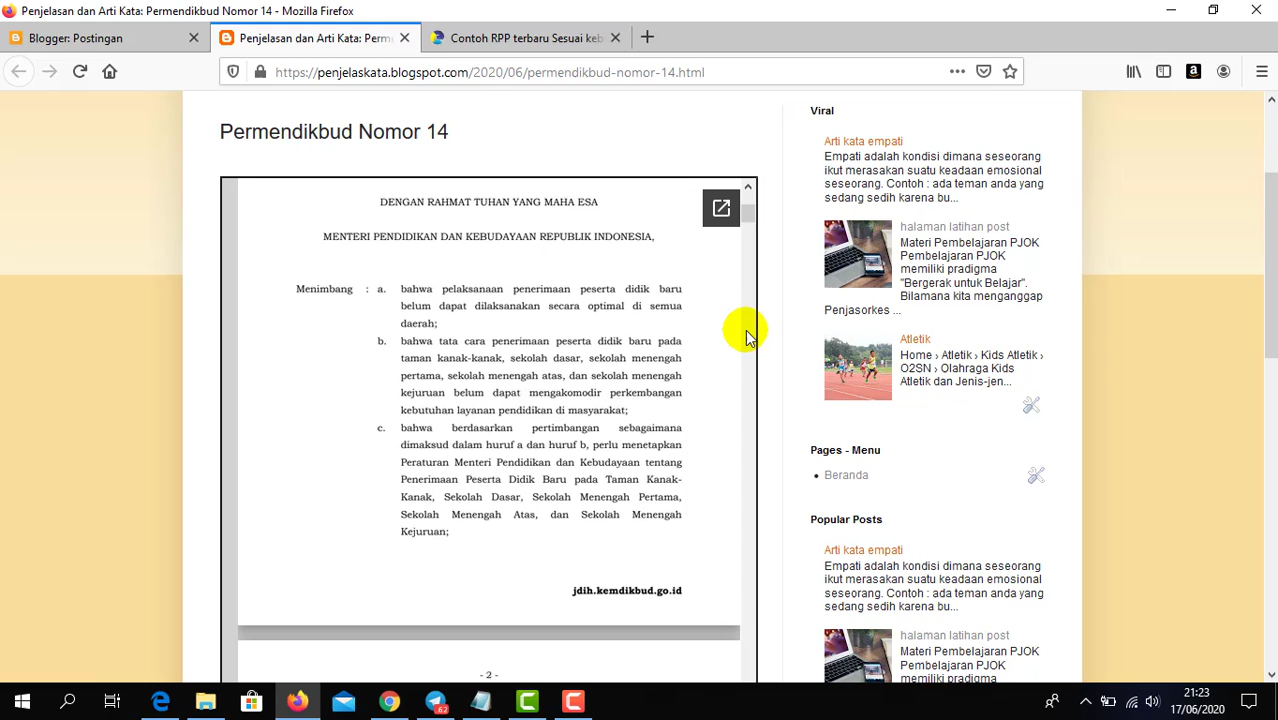 Penjelasan dan Arti Kata: Permendikbud Nomor 14 - Mozilla Firefox
Blogger: Postingan
Penjelasan dan Arti Kata: Perme
Contoh RPP terbaru Sesuai keb
https://penjelaskata.blogspot.com/2020/06/permendikbud-nomor-14.html
Permendikbud Nomor 14
DENGAN RAHMAT TUHAN YANG MAHA ESA
MENTERI PENDIDIKAN DAN KEBUDAYAAN REPUBLIK INDONESIA,
Menimbang : a. bahwa pelaksanaan penerimaan peserta didik baru
belum dapat dilaksanakan secara optimal di semua
daerah;
b. bahwa tata cara penerimaan peserta didik baru pada
taman kanak-kanak, sekolah dasar, sekolah menengah
pertama, sekolah menengah atas, dan sekolah menengah
kejuruan belum dapat mengakomodir perkembangan
kebutuhan layanan pendidikan di masyarakat;
c. bahwa berdasarkan pertimbangan sebagaimana
dimaksud dalam huruf a dan huruf b, perlu menetapkan
Peraturan Menteri Pendidikan dan Kebudayaan tentang
Penerimaan Peserta Didik Baru pada Taman Kanak-
Kanak, Sekolah Dasar, Sekolah Menengah Pertama,
Sekolah Menengah Atas, dan Sekolah Menengah
Kejuruan;
jdih.kemdikbud.go.id
- 2 -
Viral
Arti kata empati
Empati adalah kondisi dimana seseorang
ikut merasakan suatu keadaan emosional
seseorang. Contoh : ada teman anda yang
sedang sedih karena bu...
halaman latihan post
Materi Pembelajaran PJOK
Pembelajaran PJOK
memiliki pradigma
"Bergerak untuk Belajar".
Bilamana kita menganggap
Penjasorkes ...
Atletik
Home › Atletik › Kids Atletik ›
O2SN › Olahraga Kids
Atletik dan Jenis-jen...
Pages - Menu
Beranda
Popular Posts
Arti kata empati
Empati adalah kondisi dimana seseorang
ikut merasakan suatu keadaan emosional
seseorang. Contoh : ada teman anda yang
sedang sedih karena bu...
halaman latihan post
Materi Pembelajaran PJOK
Pembelajaran PJOK
memiliki pradigma
62
21:23
17/06/2020